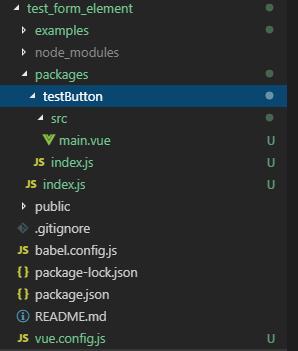 test_form_element
examples
node_modules
packages
testButton
src
main.vue U
JS index.js U
JS index.js U
public
.gitignore
JS babel.config.js
{} package-lock.json
{} package.json
README.md
JS vue.config.js U